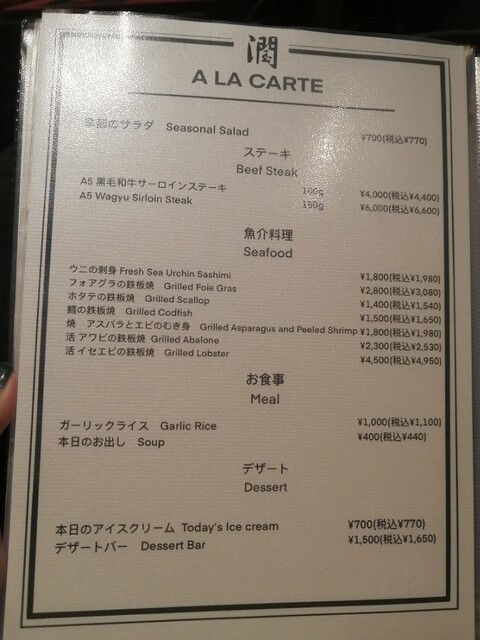 潤
A LA CARTE
季節のサラダ Seasonal Salad ¥700(税込¥770)
ステーキ
Beef Steak
A5 黒毛和牛サーロインステーキ 100g ¥4,000(税込¥4,400)
A5 Wagyu Sirloin Steak 150g ¥6,000(税込¥6,600)
魚介料理
Seafood
ウニの刺身 Fresh Sea Urchin Sashimi ¥1,800(税込¥1,980)
フォアグラの鉄板焼 Grilled Foie Gras ¥2,800(税込¥3,080)
ホタテの鉄板焼 Grilled Scallop ¥1,400(税込¥1,540)
鱈の鉄板焼 Grilled Codfish ¥1,500(税込¥1,650)
焼 アスパラとエビのむき身 Grilled Asparagus and Peeled Shrimp ¥1,800(税込¥1,980)
活 アワビの鉄板焼 Grilled Abalone ¥2,300(税込¥2,530)
活 イセエビの鉄板焼 Grilled Lobster ¥4,500(税込¥4,950)
お食事
Meal
ガーリックライス Garlic Rice ¥1,000(税込¥1,100)
本日のお出し Soup ¥400(税込¥440)
デザート
Dessert
本日のアイスクリーム Today's Ice cream ¥700(税込¥770)
デザートバー Dessert Bar ¥1,500(税込¥1,650)